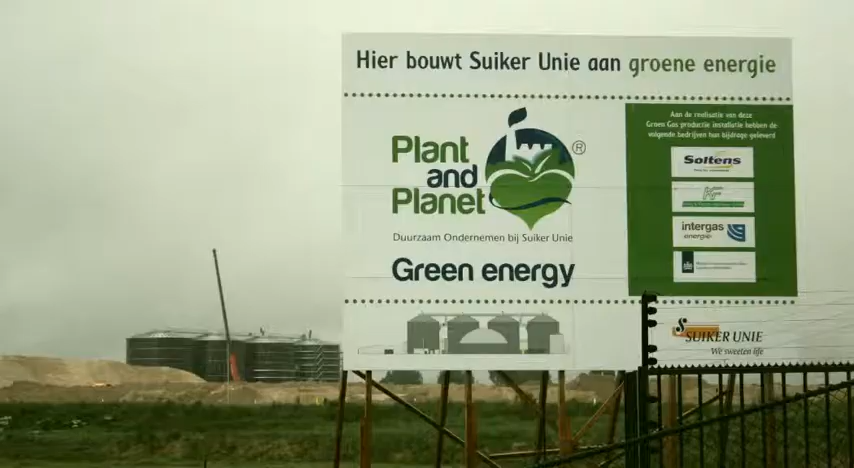 Hier bouwt Suiker Unie aan groene energie
Plant
and
Planet
®
Duurzaam Ondernemen bij Suiker Unie
Green energy
Aan de realisatie van deze
Groen Gas productie installatie hebben de
volgende bedrijven hun bijdrage geleverd
Soltens
intergas
energie
SUIKER UNIE
We sweeten life